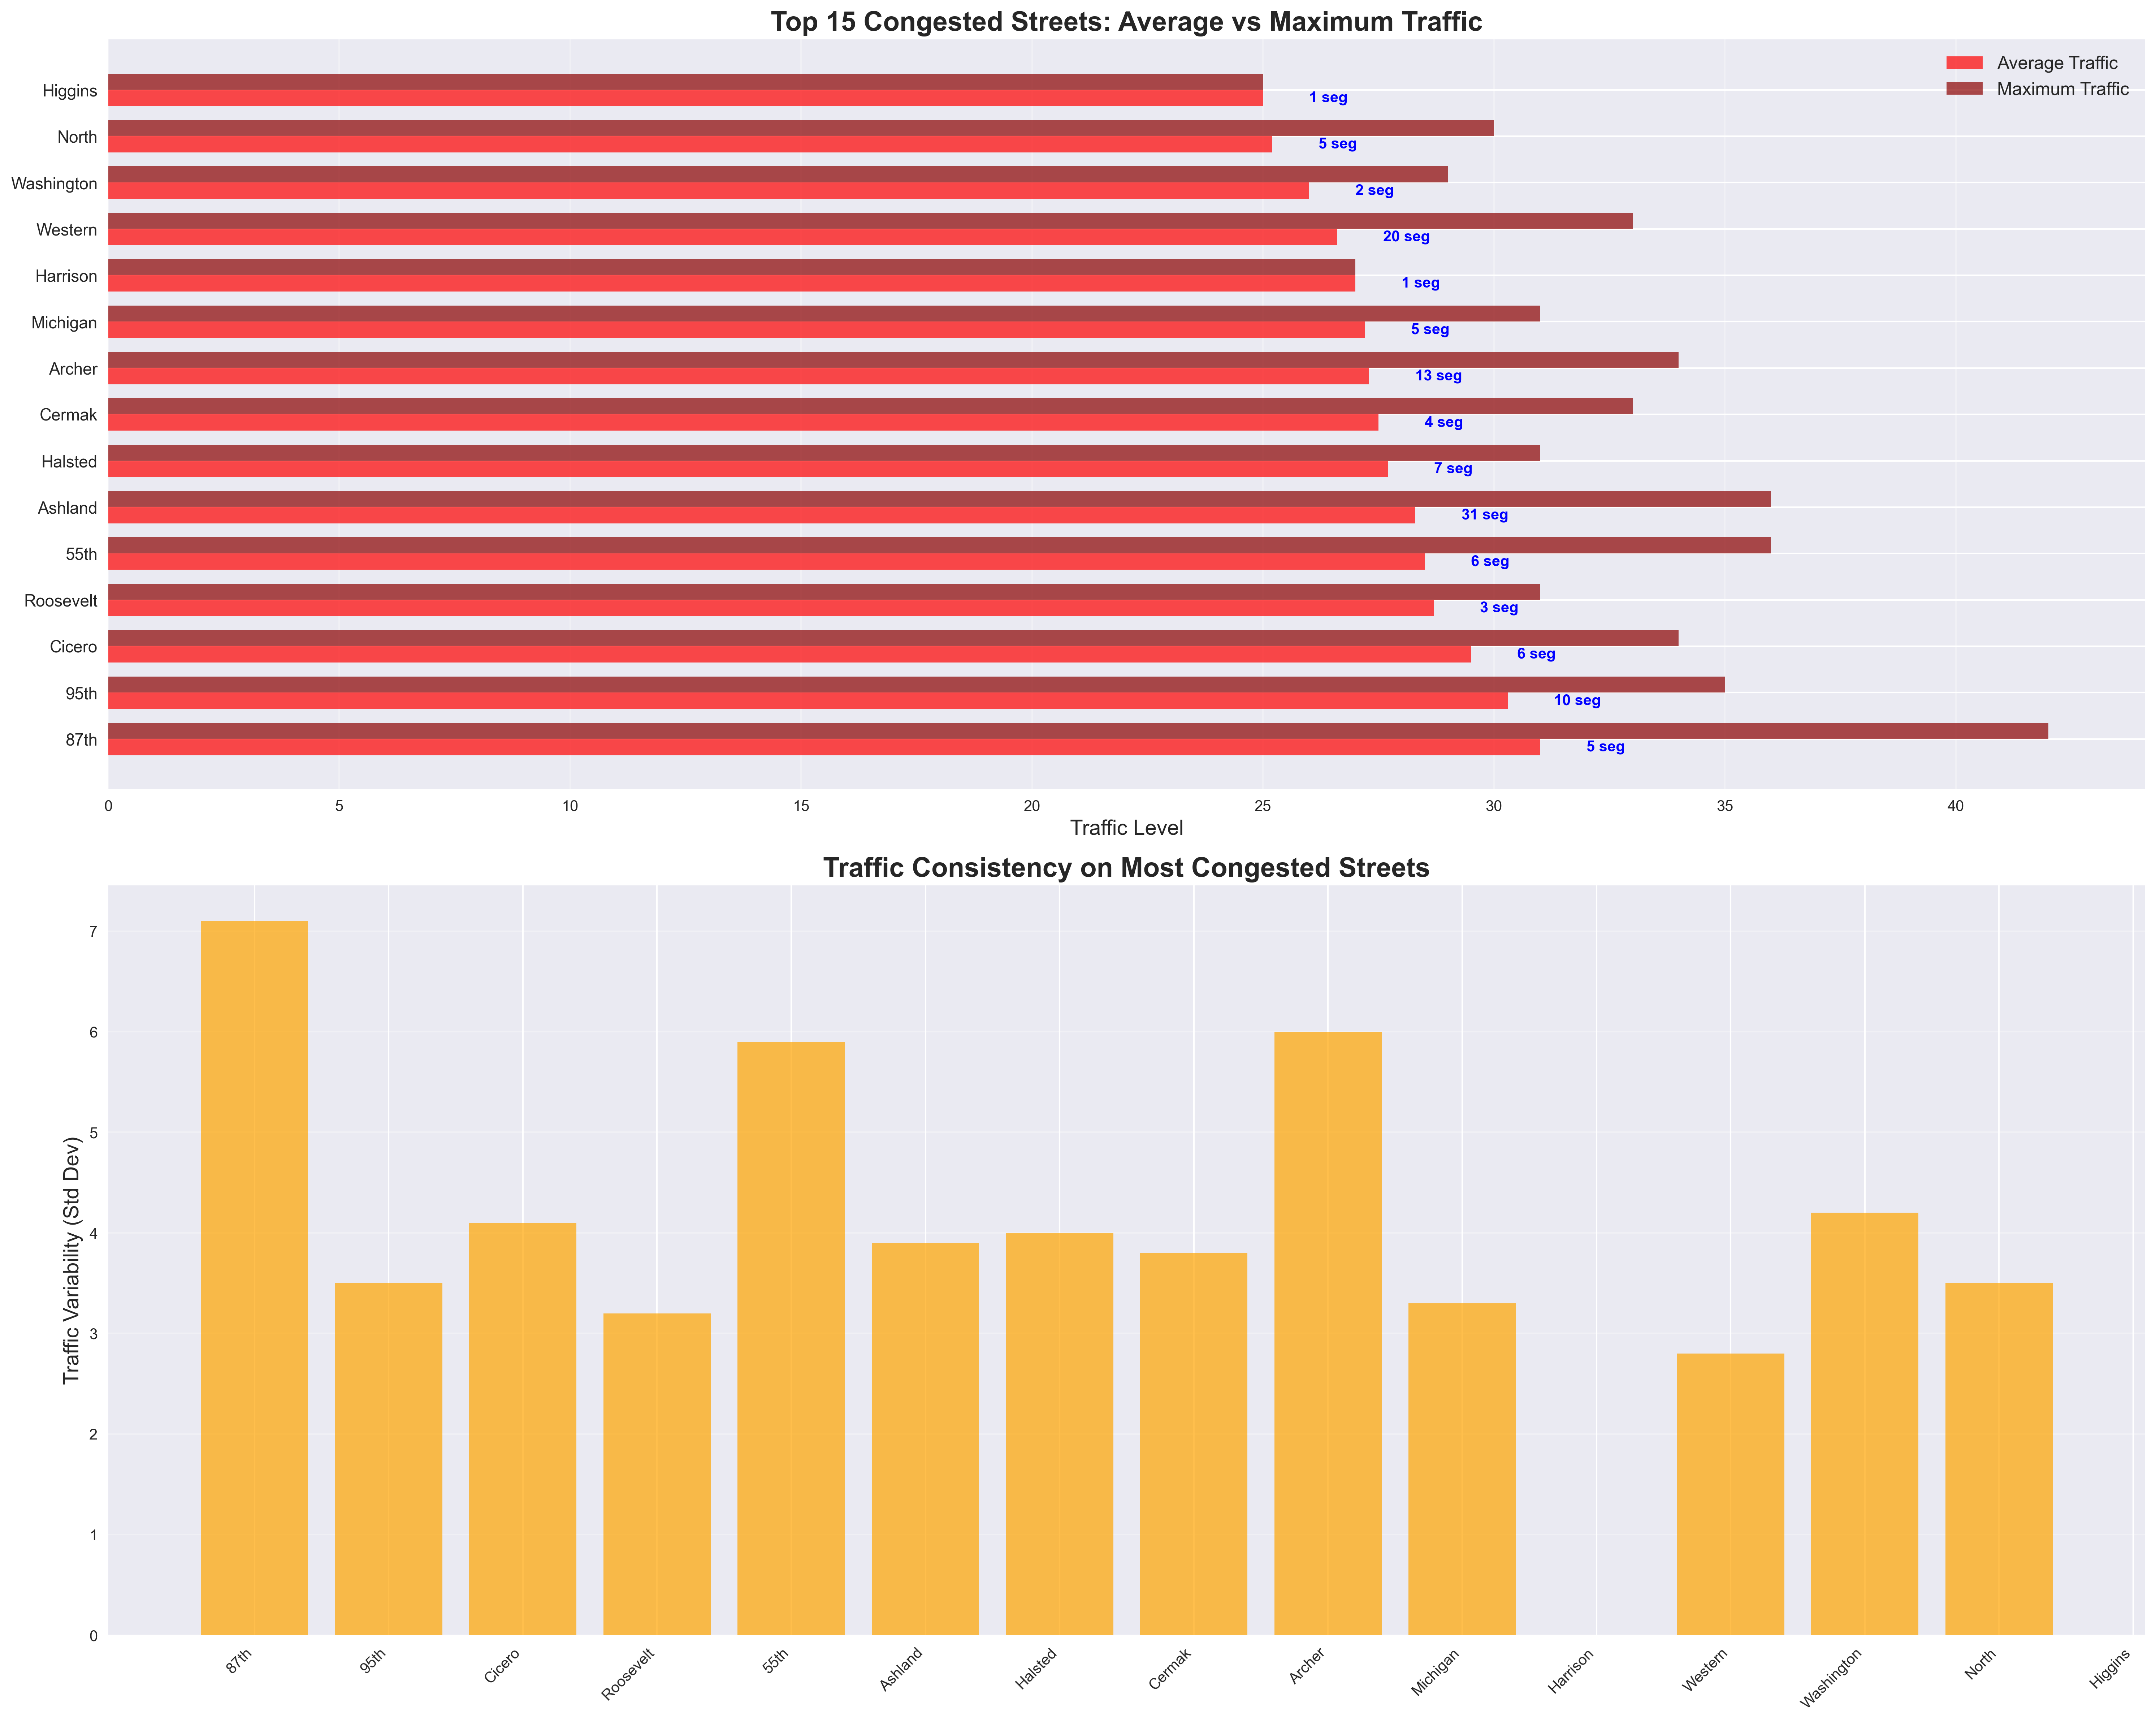 Top 15 Congested Streets: Average vs Maximum Traffic
Average Traffic
Maximum Traffic
Higgins
1 seg
North
5 seg
Washington
2 seg
Western
20 seg
Harrison
1 seg
Michigan
5 seg
Archer
13 seg
Cermak
4 seg
Halsted
7 seg
Ashland
31 seg
55th
6 seg
Roosevelt
3 seg
Cicero
6 seg
95th
10 seg
87th
5 seg
0 5 10 15 20 25 30 35 40
Traffic Level
Traffic Consistency on Most Congested Streets
Traffic Variability (Std Dev)
7
6
5
4
3
2
1
0
87th 95th Cicero Roosevelt 55th Ashland Halsted Cermak Archer Michigan Harrison Western Washington North Higgins